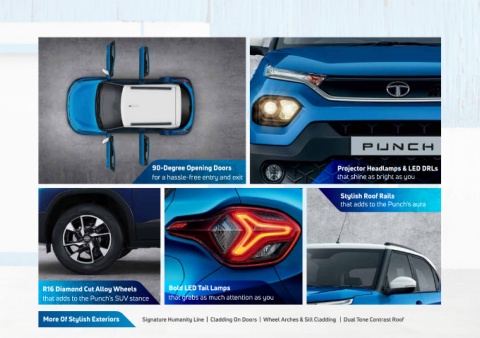 90-Degree Opening Doors
for a hassle-free entry and exit
PUNCH
Projector Headlamps & LED DRLs
that shine as bright as you
R16 Diamond Cut Alloy Wheels
that adds to the Punch's SUV stance
Bold LED Tail Lamps
that grabs as much attention as you
Stylish Roof Rails
that adds to the Punch's aura
More Of Stylish Exteriors
Signature Humanity Line | Cladding On Doors | Wheel Arches & Sill Cladding | Dual Tone Contrast Roof